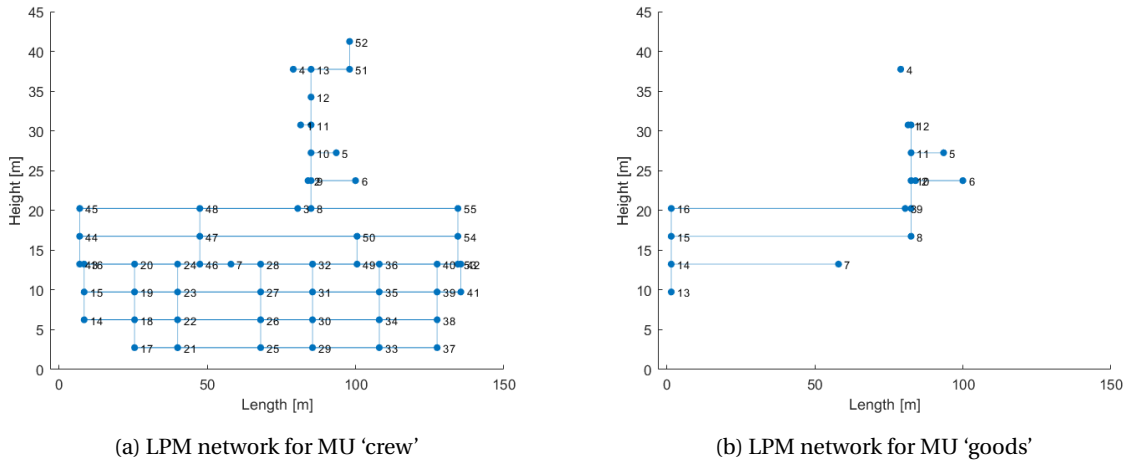 45
52
40
4 13 51
35
12
30
11
10 5
25
9 6
20
45 48 3 8 55
44 47 50 54
15
20 24 46 7 28 32 49 36 40
10
15 19 23 27 31 35 39 41
5
14 18 22 26 30 34 38
17 21 25 29 33 37
0
0 50 100 150
Height [m]
Length [m]
(a) LPM network for MU ‘crew’
45
40
4
35
30
12
11 5
25
6
20
16 9
15 8
15
14 7
10
13
5
0
0 50 100 150
Height [m]
Length [m]
(b) LPM network for MU ‘goods’